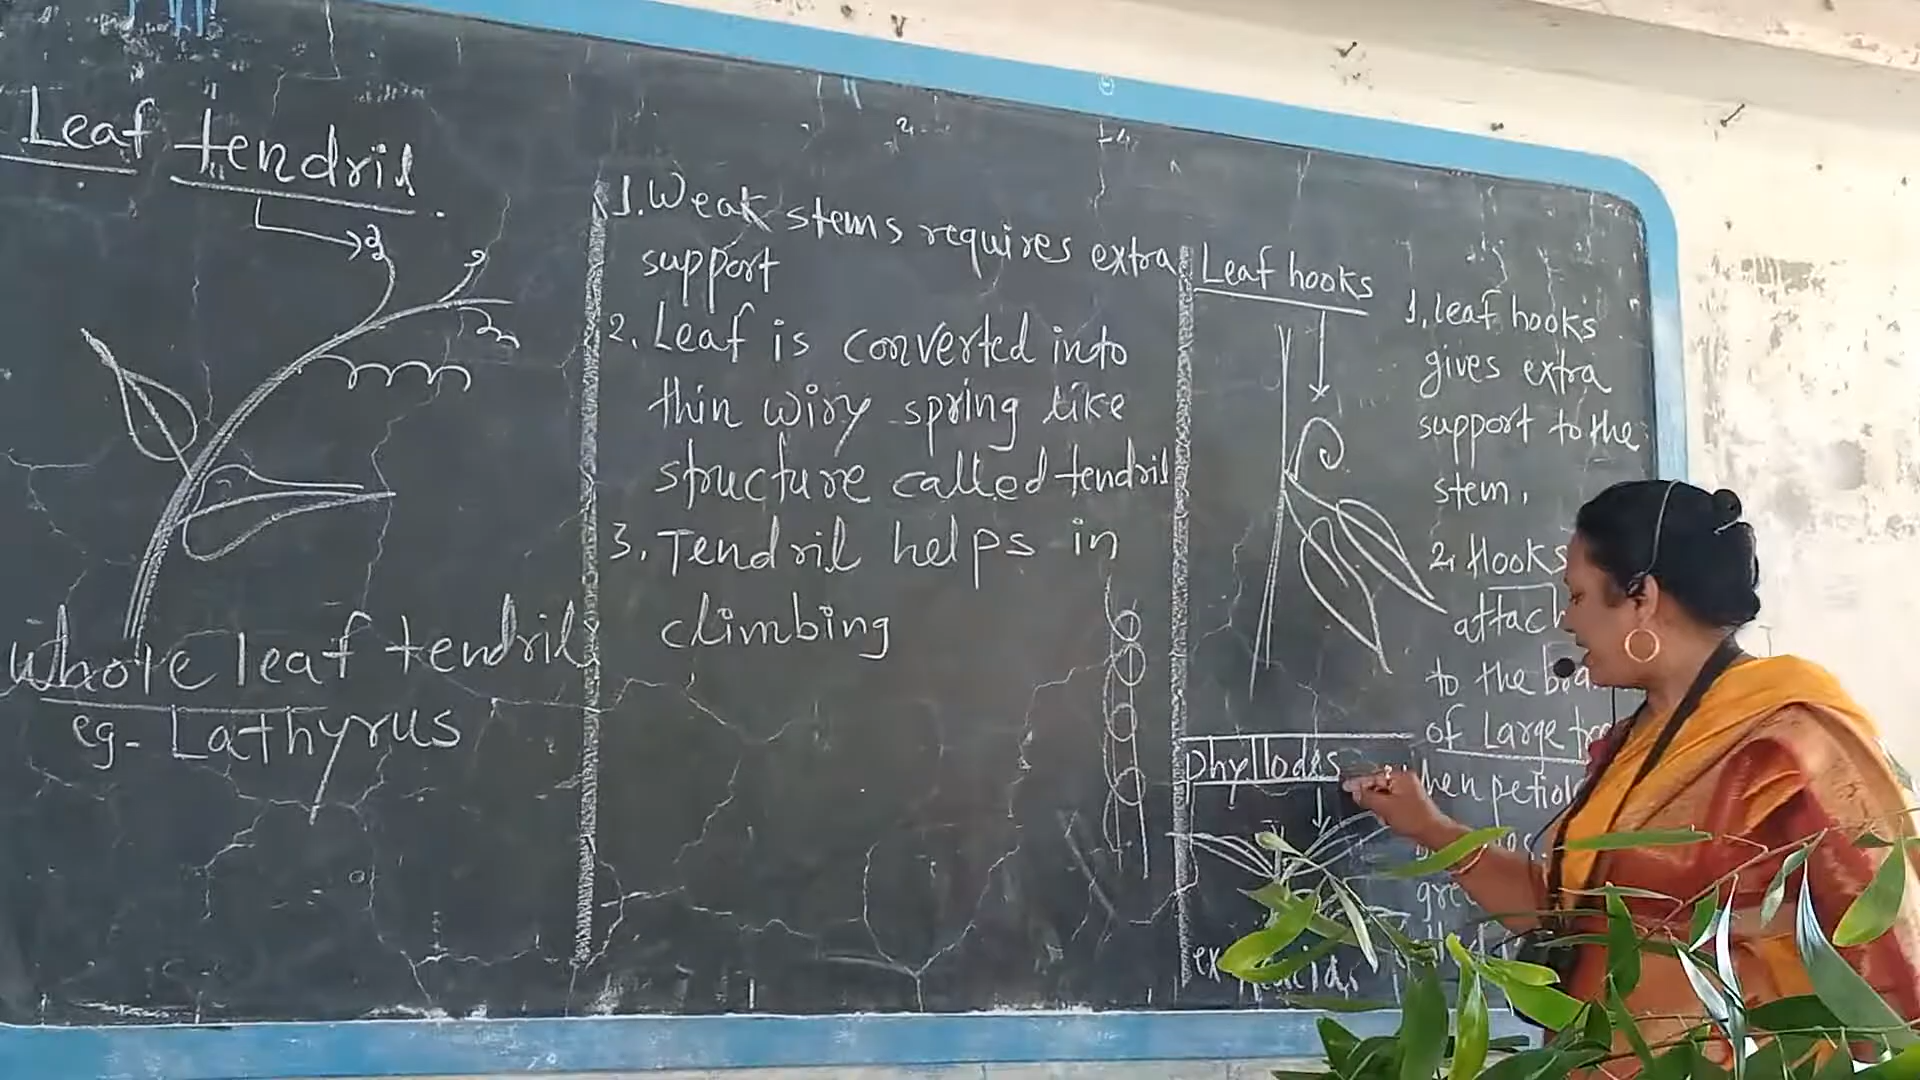 Leaf tendril
whole leaf tendril
eg- Lathyrus
1. Weak stems requires extra
support
2. Leaf is converted into
thin wiry spring like
structure called tendril
3. Tendril helps in
climbing
Leaf hooks
1. leaf hooks
gives extra
support to the
stem.
2. Hooks
attach
to the
of Large
Phyllodes